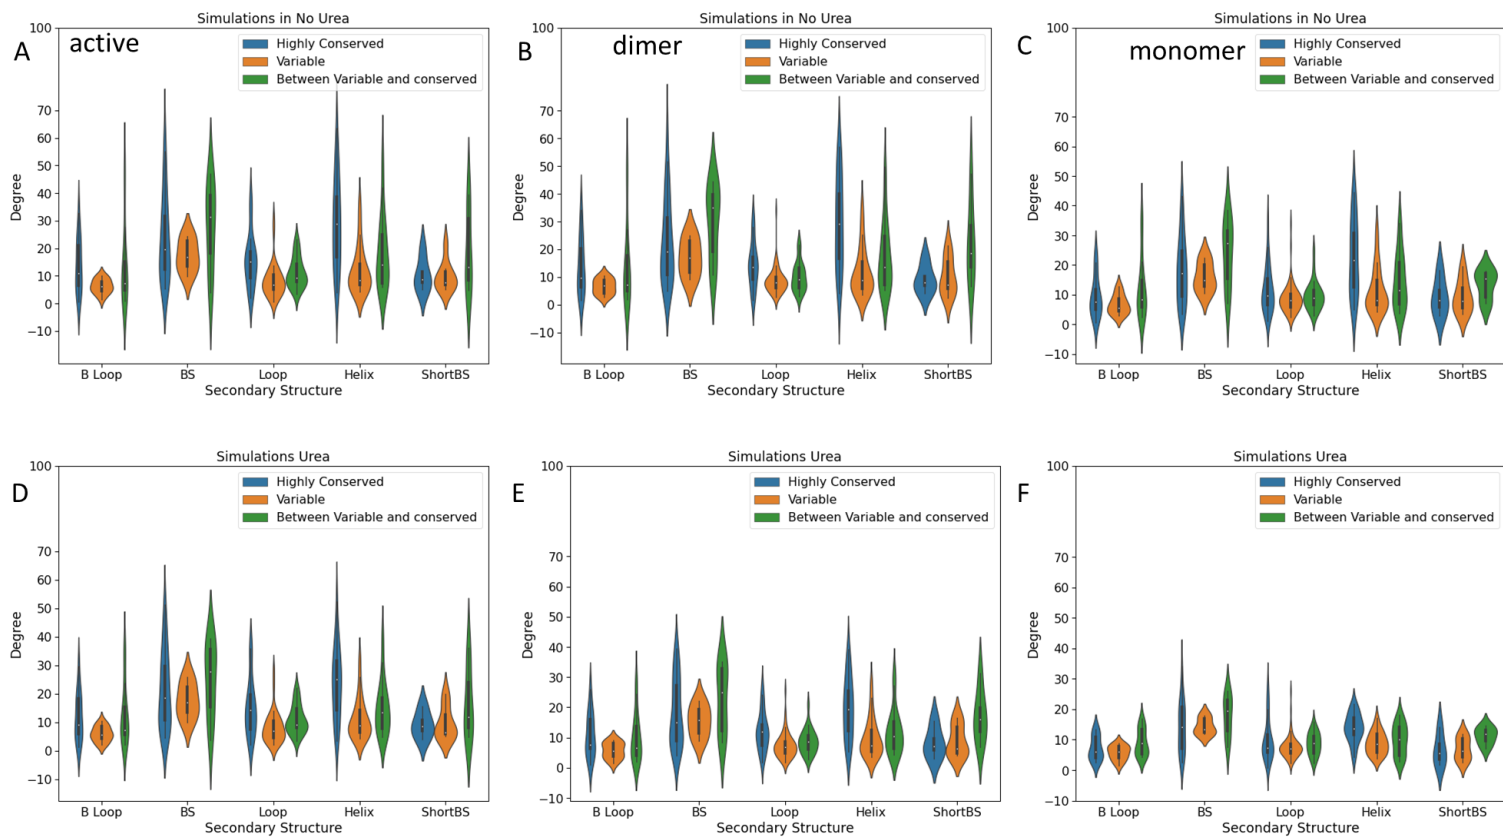 A
active
Simulations in No Urea
Highly Conserved
Variable
Between Variable and conserved
Degree
100
70
60
50
40
30
20
10
0
−10
B Loop BS Loop Helix ShortBS
Secondary Structure
B
dimer
Simulations in No Urea
Highly Conserved
Variable
Between Variable and conserved
Degree
100
70
60
50
40
30
20
10
0
−10
B Loop BS Loop Helix ShortBS
Secondary Structure
C
monomer
Simulations in No Urea
Highly Conserved
Variable
Between Variable and conserved
Degree
100
70
60
50
40
30
20
10
0
−10
B Loop BS Loop Helix ShortBS
Secondary Structure
D
Simulations Urea
Highly Conserved
Variable
Between Variable and conserved
Degree
100
70
60
50
40
30
20
10
0
−10
B Loop BS Loop Helix ShortBS
Secondary Structure
E
Simulations Urea
Highly Conserved
Variable
Between Variable and conserved
Degree
100
70
60
50
40
30
20
10
0
−10
B Loop BS Loop Helix ShortBS
Secondary Structure
F
Simulations Urea
Highly Conserved
Variable
Between Variable and conserved
Degree
100
70
60
50
40
30
20
10
0
−10
B Loop BS Loop Helix ShortBS
Secondary Structure